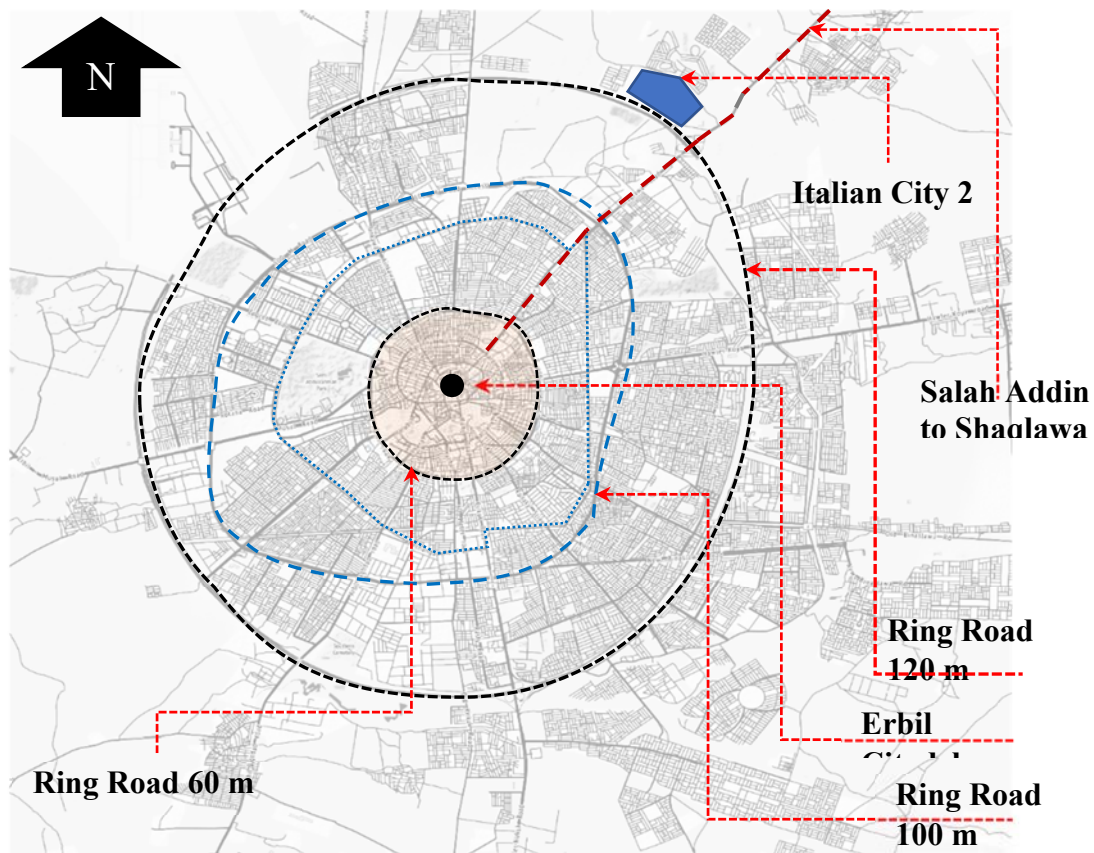 N
Italian City 2
Salah Addin
to Shaqlawa
Ring Road
120 m
Erbil
Ring Road 60 m
Ring Road
100 m